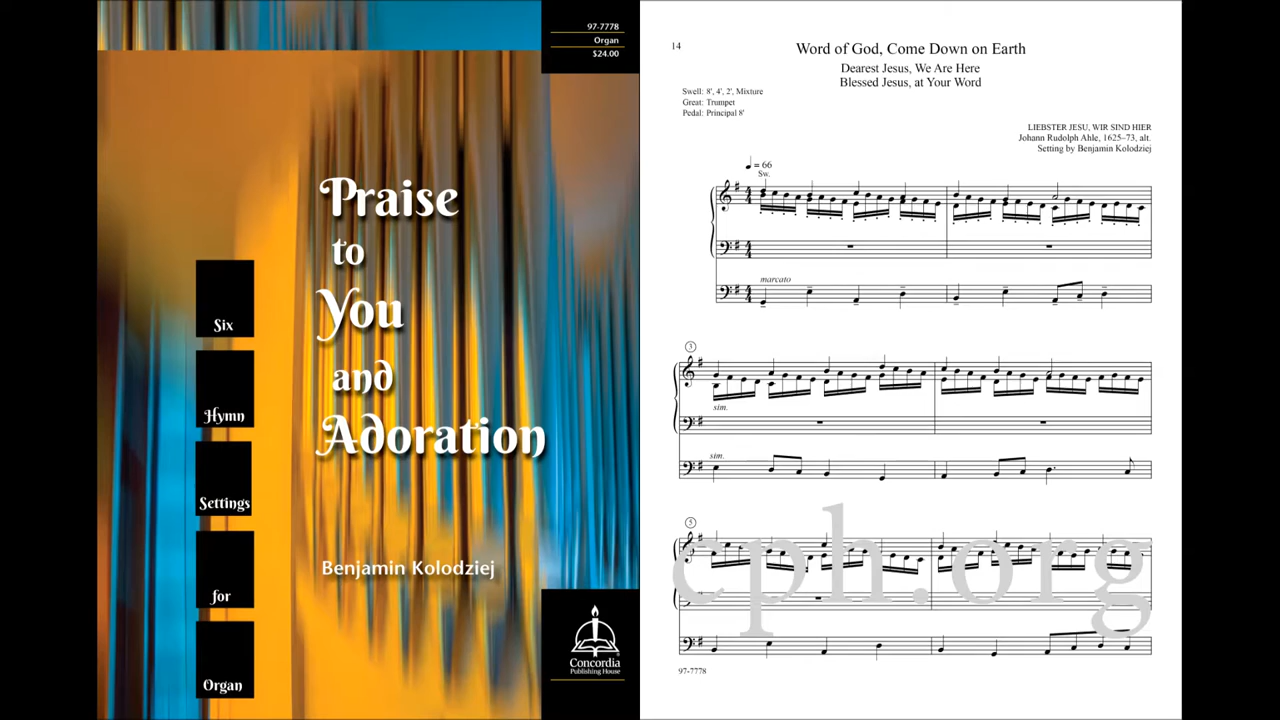 97-7778
Organ
$24.00
Praise
to
You
and
Adoration
Six
Hymn
Settings
for
Organ
Benjamin Kolodziej
Concordia
Publishing House
14
Word of God, Come Down on Earth
Dearest Jesus, We Are Here
Blessed Jesus, at Your Word
Swell: 8', 4', 2', Mixture
Great: Trumpet
Pedal: Principal 8'
LIEBSTER JESU, WIR SIND HIER
Johann Rudolph Ahle, 1625–73, alt.
Setting by Benjamin Kolodziej
♩ = 66
Sw.
marcato
3
sim.
sim.
5
cph.org
97-7778